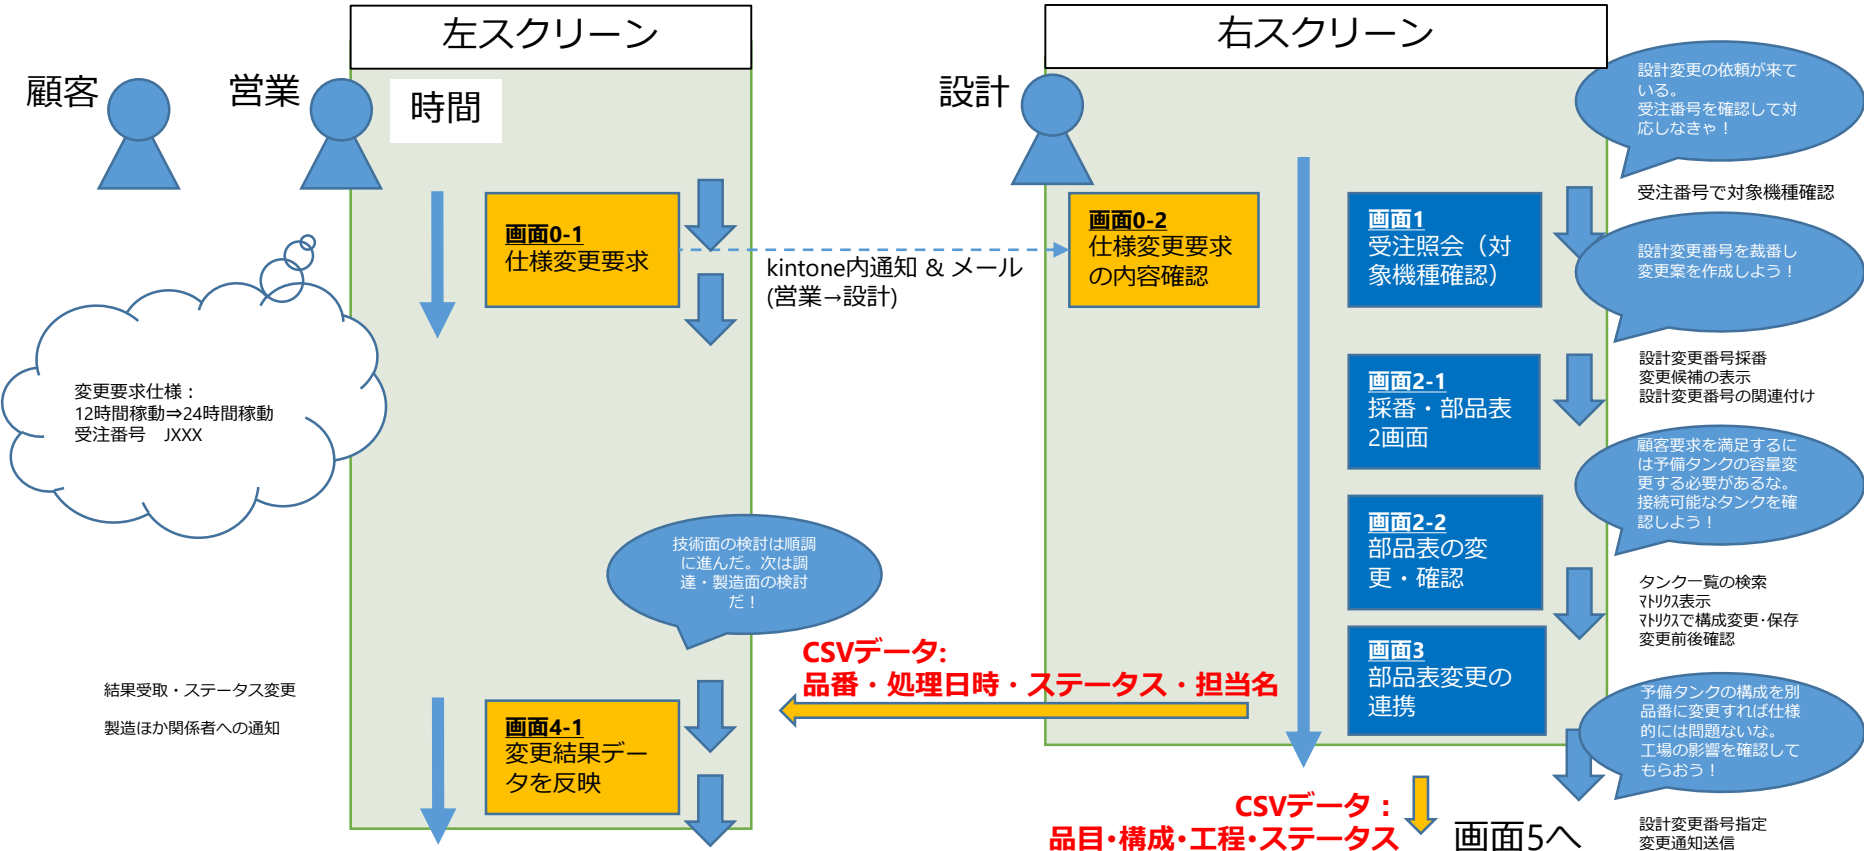 左スクリーン
右スクリーン
顧客
営業
時間
設計
設計変更の依頼が来て
いる。
受注番号を確認して対
応しなきゃ！
受注番号で対象機種確認
画面0-1
仕様変更要求
kintone内通知 & メール
(営業→設計)
画面0-2
仕様変更要求
の内容確認
画面1
受注照会（対
象機種確認）
設計変更番号を裁番し
変更案を作成しよう！
変更要求仕様：
12時間稼動⇒24時間稼動
受注番号　JXXX
画面2-1
採番・部品表
2画面
設計変更番号採番
変更候補の表示
設計変更番号の関連付け
顧客要求を満足するに
は予備タンクの容量変
更する必要があるな。
接続可能なタンクを確
認しよう！
画面2-2
部品表の変
更・確認
技術面の検討は順調
に進んだ。次は調
達・製造面の検討
だ！
タンク一覧の検索
ﾏﾄﾘｸｽ表示
ﾏﾄﾘｸｽで構成変更･保存
変更前後確認
画面3
部品表変更の
連携
CSVデータ:
品番・処理日時・ステータス・担当名
結果受取・ステータス変更
製造ほか関係者への通知
画面4-1
変更結果デー
タを反映
予備タンクの構成を別
品番に変更すれば仕様
的には問題ないな。
工場の影響を確認して
もらおう！
CSVデータ：
品目･構成･工程･ステータス
画面5へ
設計変更番号指定
変更通知送信